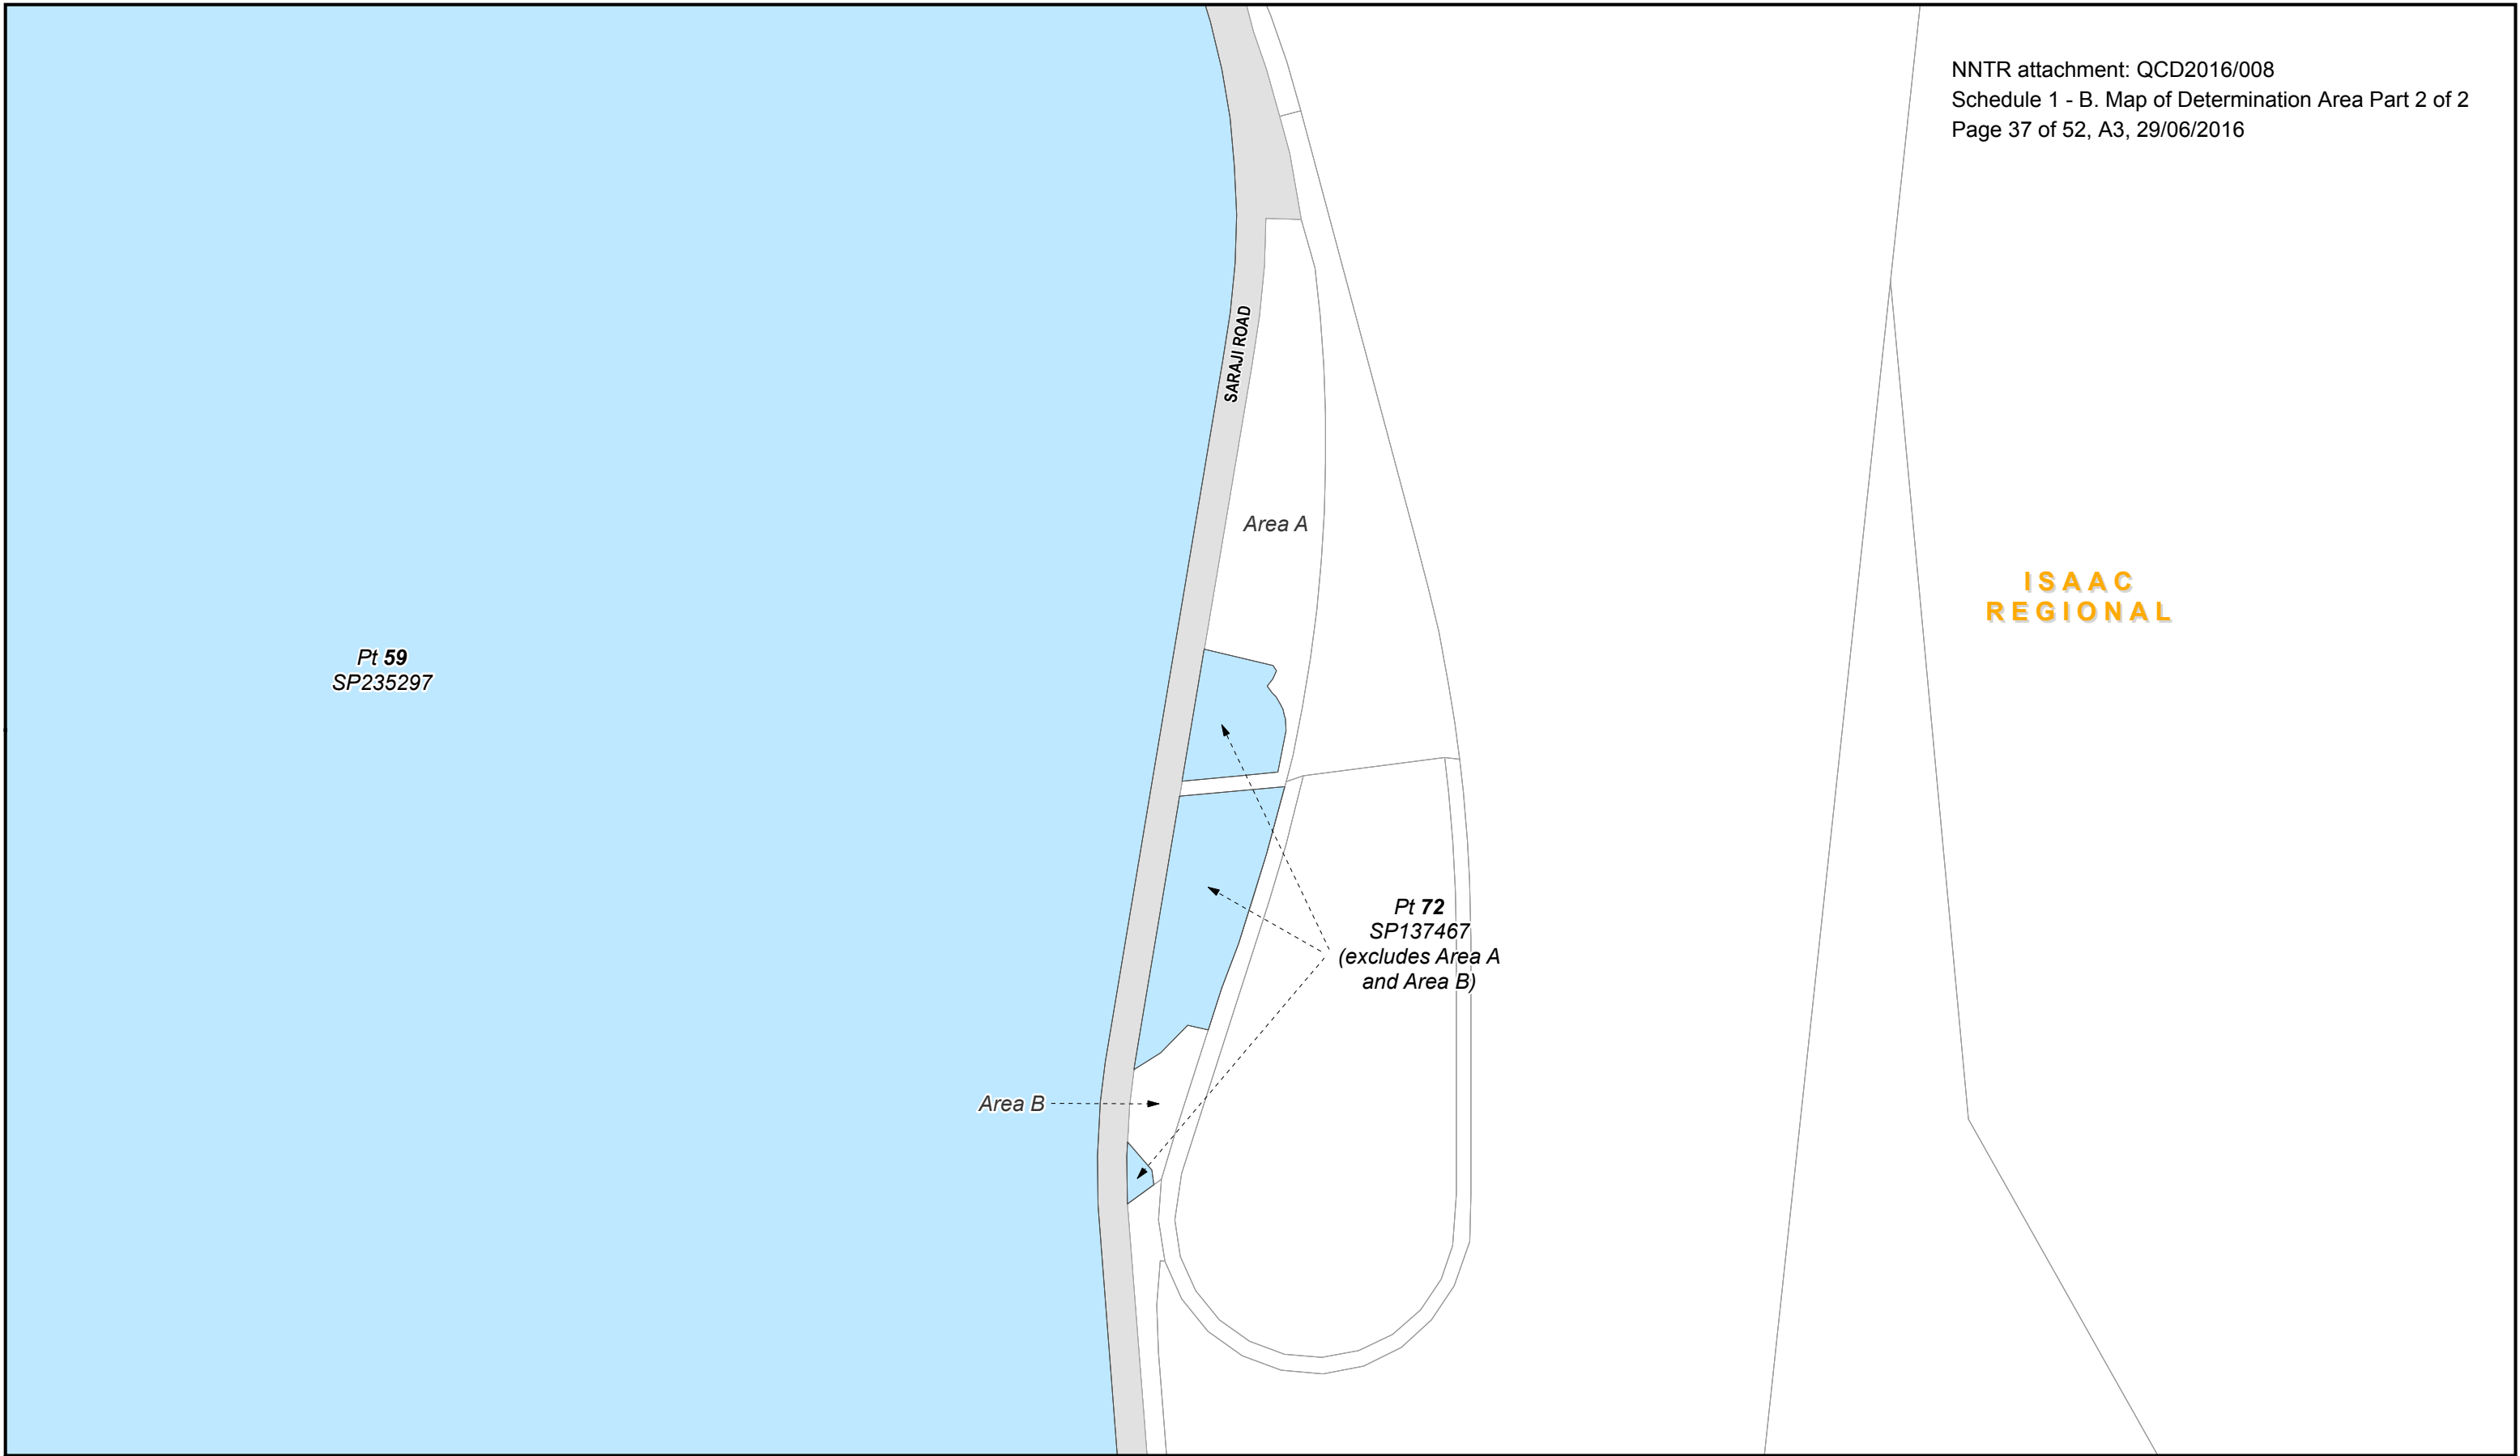 NNTR attachment: QCD2016/008
Schedule 1 - B. Map of Determination Area Part 2 of 2
Page 37 of 52, A3, 29/06/2016
SARAJI ROAD
Area A
ISAAC
REGIONAL
Pt 59
SP235297
Pt 72
SP137467
(excludes Area A
and Area B)
Area B